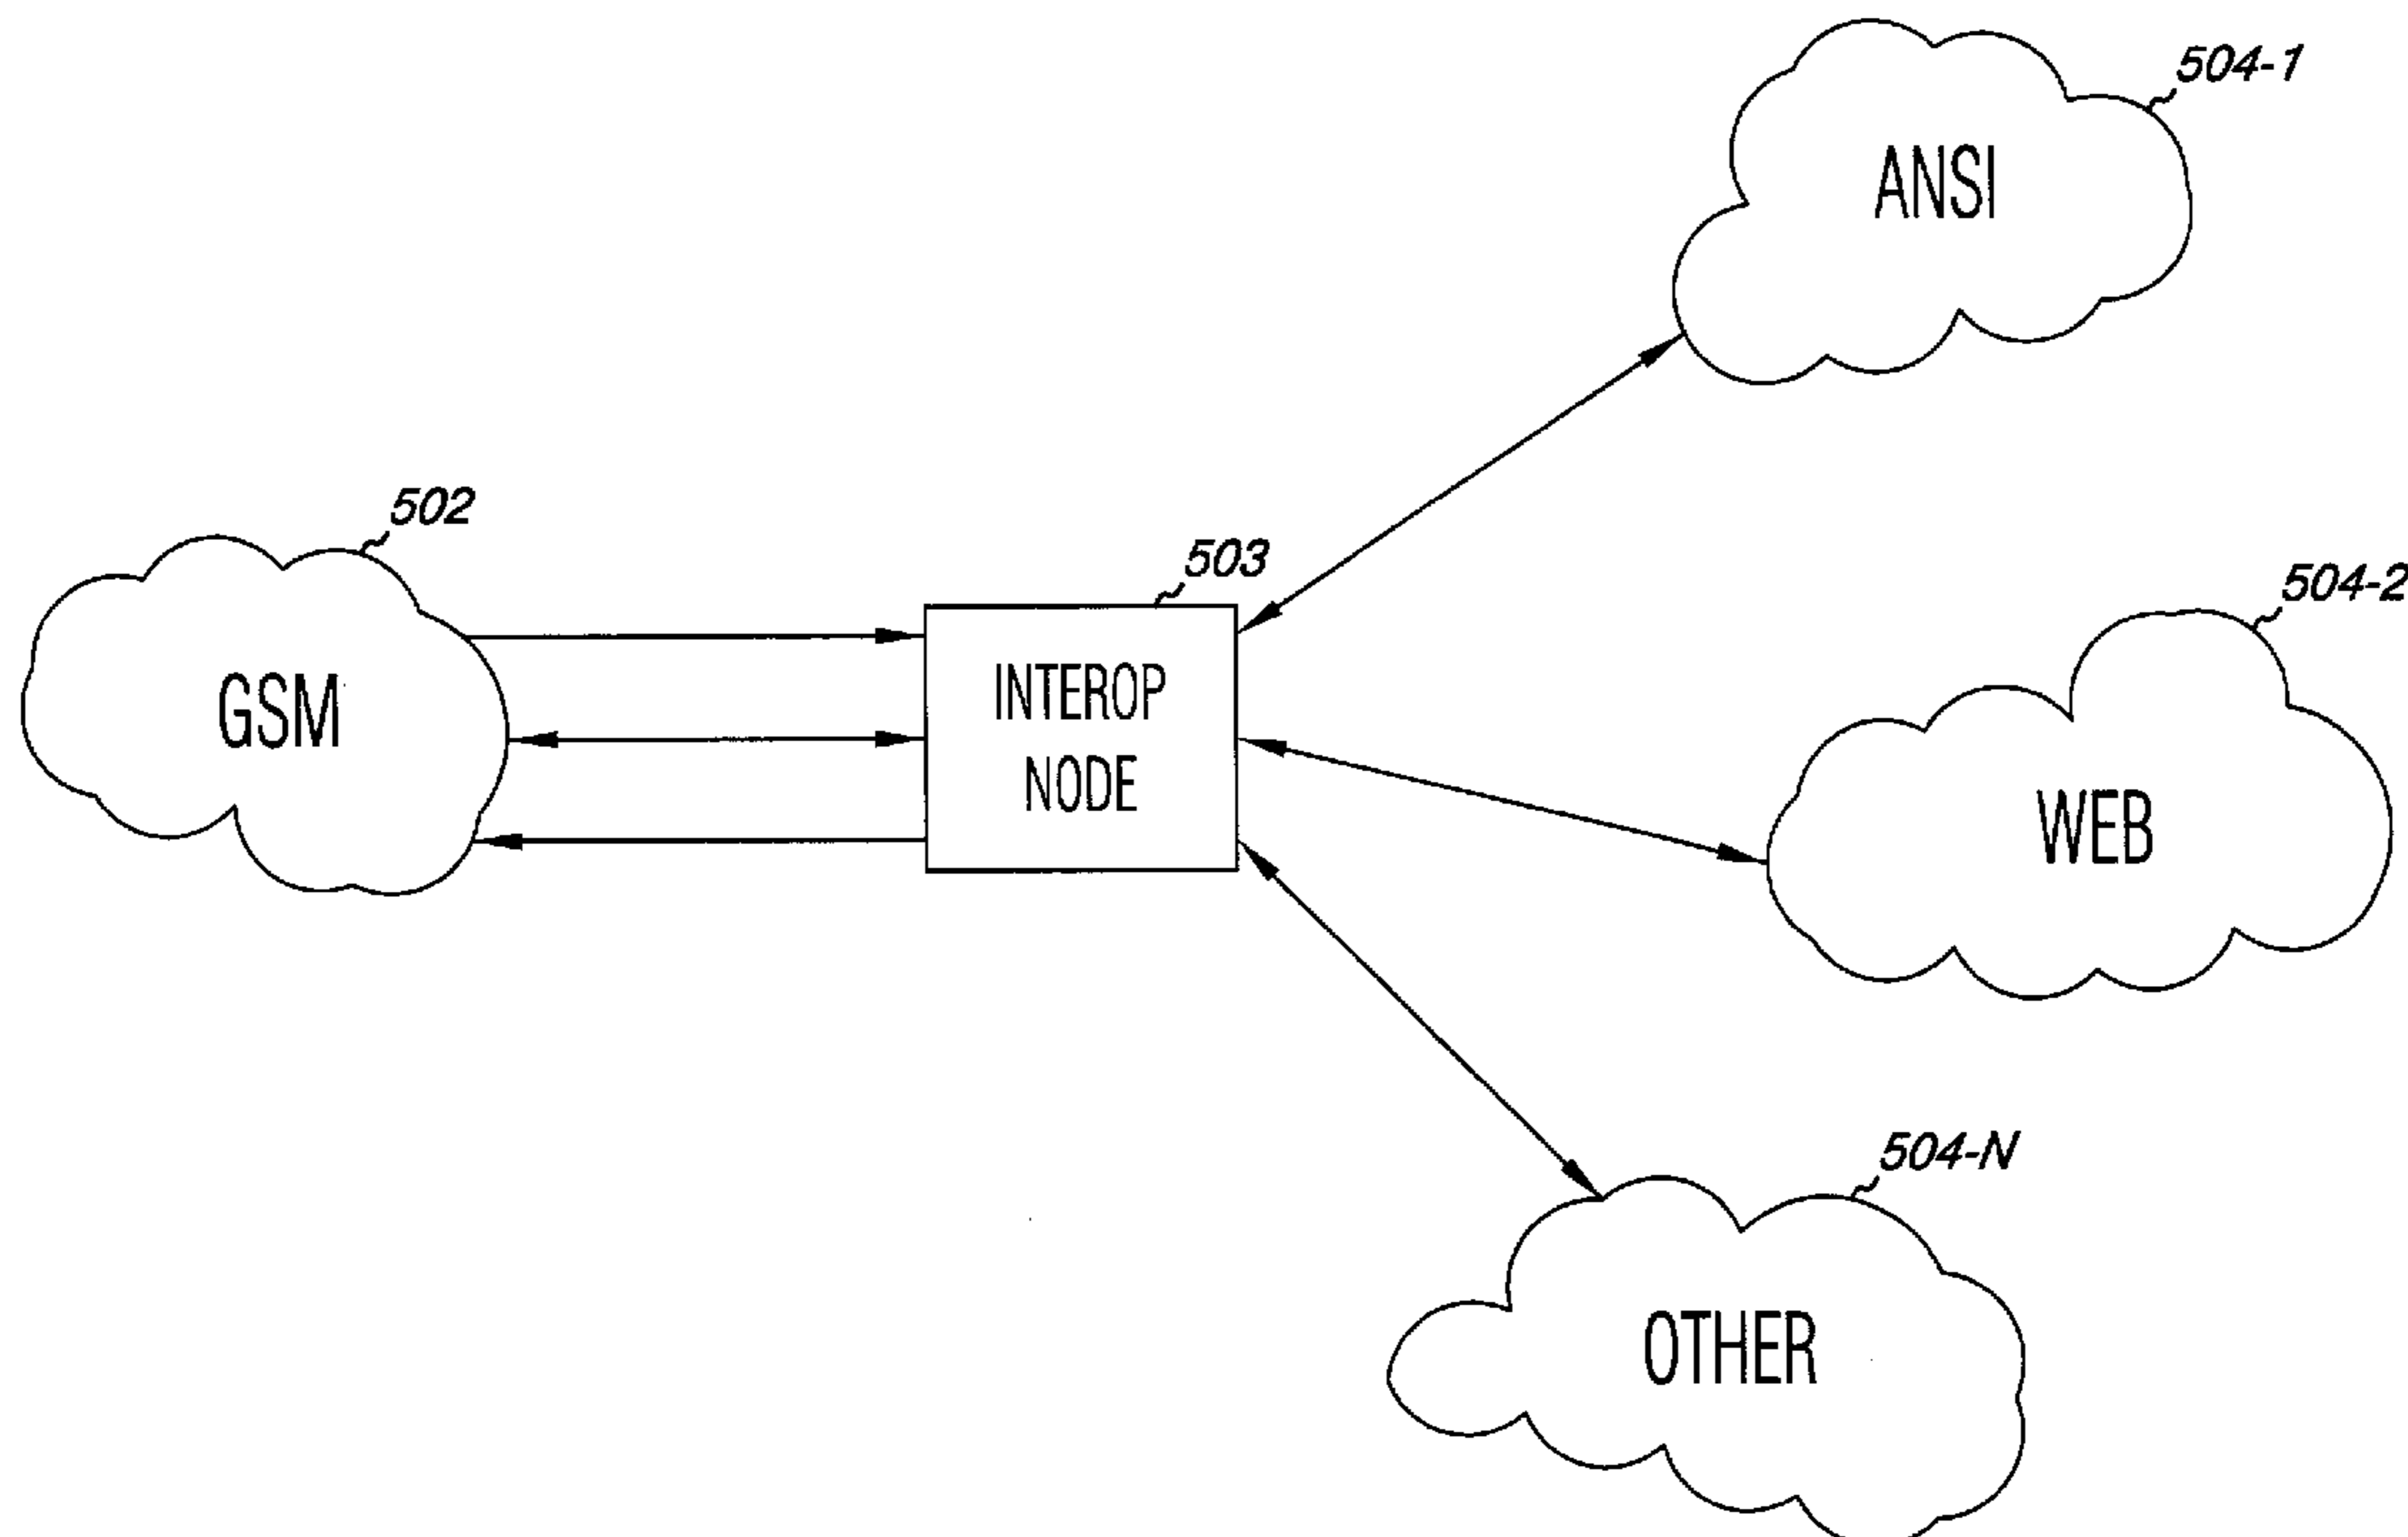 504-1
ANSI
502
503
504-2
GSM
INTEROP
NODE
WEB
504-N
OTHER